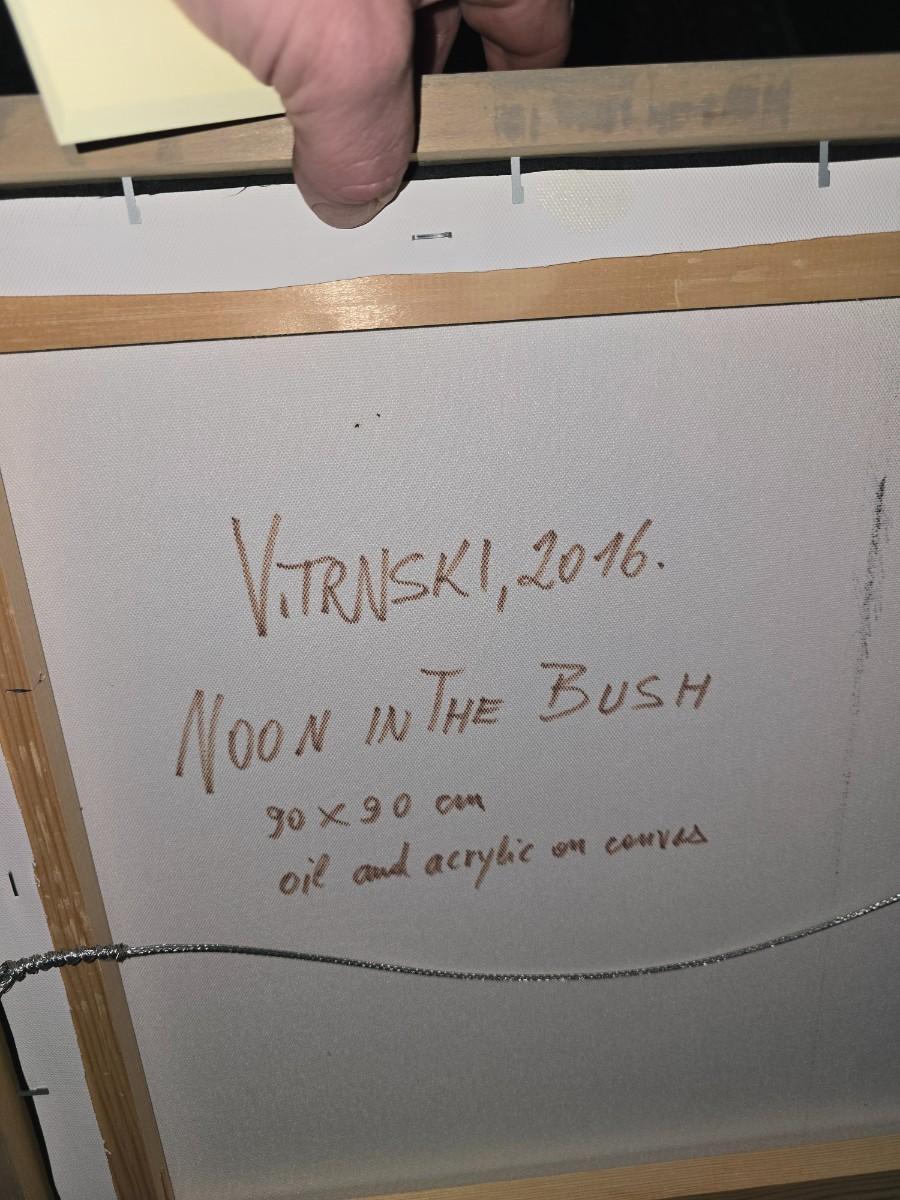 VITRNSKI, 2016.
NOON IN THE BUSH
90 x 90 cm
oil and acrylic on canvas